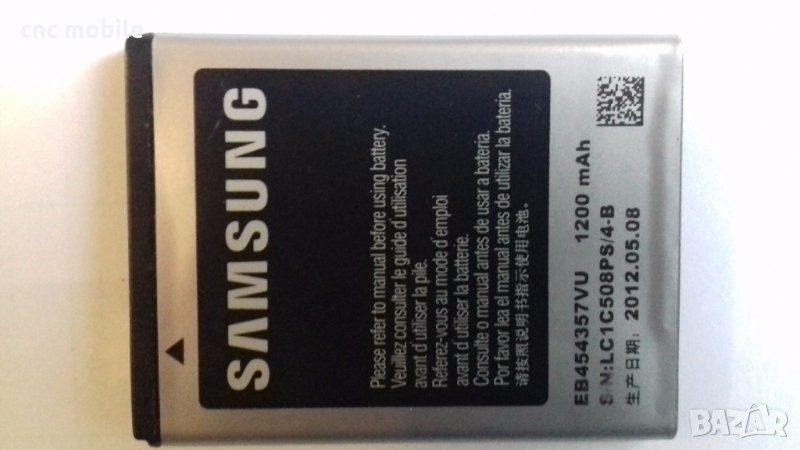 cnc mobile
SAMSUNG
Please refer to manual before using battery.
Veuillez consulter le guide d'utilisation
avant d'utiliser la pile.
Referez-vous au mode d'emploi
avant d'utiliser la batterie.
Consulte o manual antes de usar a bateria.
Por favor lea el manual antes de utilizar la bateria.
请按照说明书指示使用电池。
EB454357VU 1200 mAh
S/M:LC1C508PS/4-B
生产日期: 2012.05.08
BAZAR